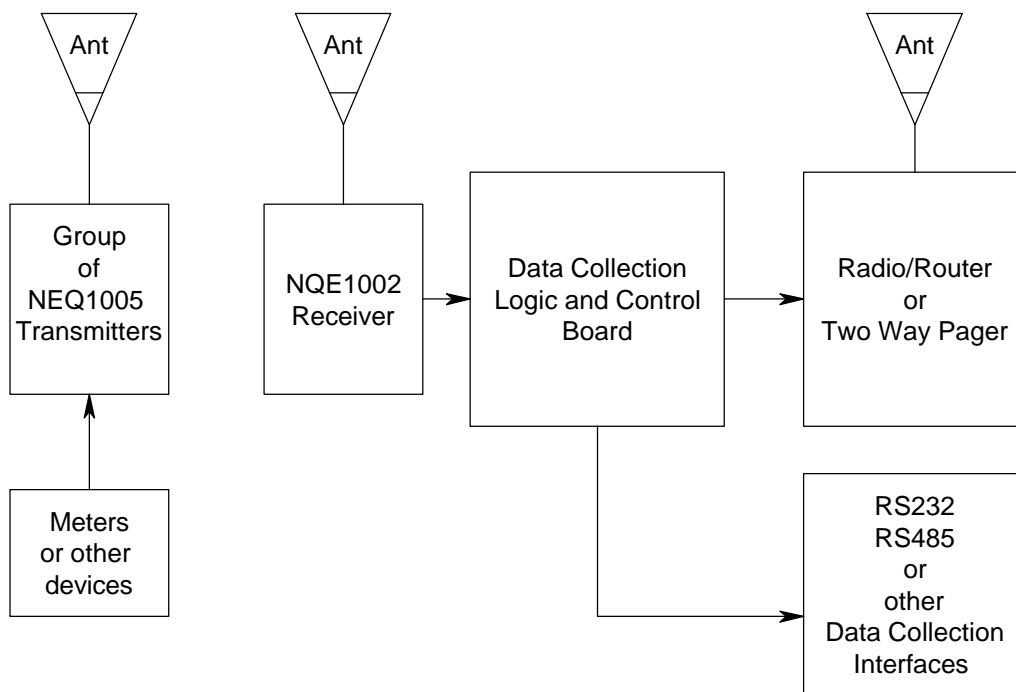 Ant
Ant
Ant
Group
of
NEQ1005
Transmitters
NQE1002
Receiver
Data Collection
Logic and Control
Board
Radio/Router
or
Two Way Pager
Meters
or other
devices
RS232
RS485
or
other
Data Collection
Interfaces